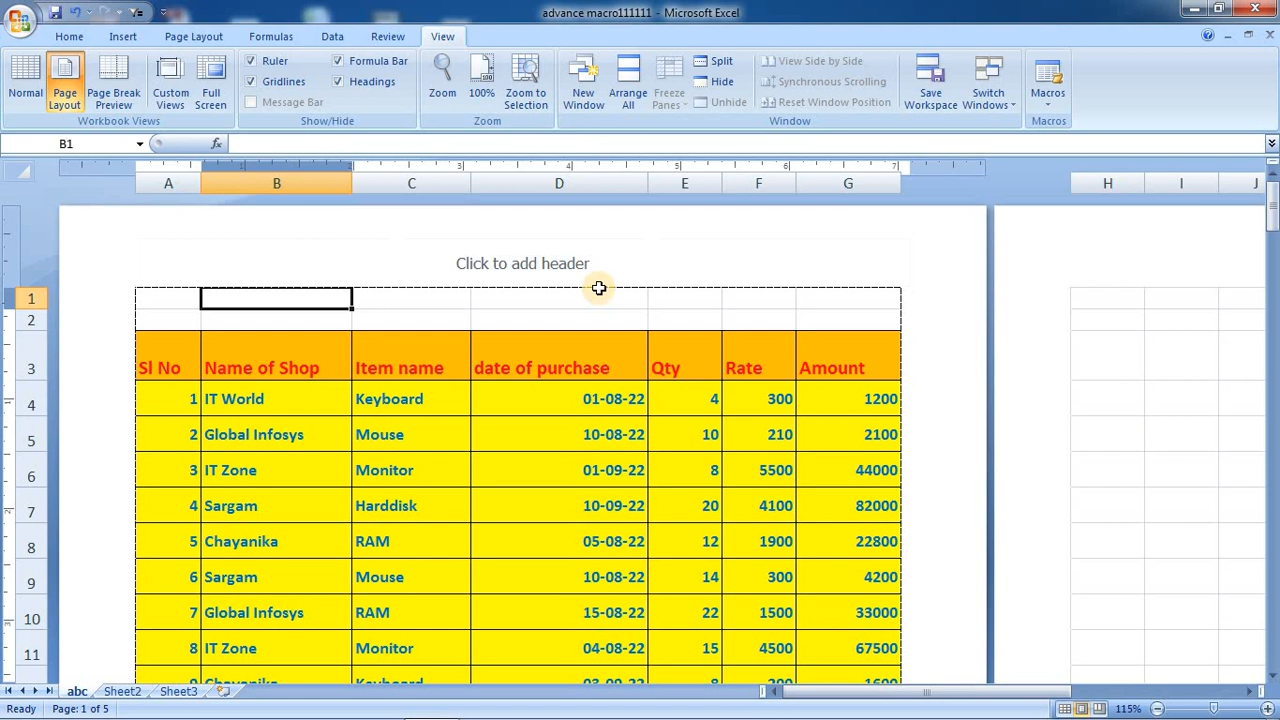 advance macro111111 - Microsoft Excel
Home Insert Page Layout Formulas Data Review View
Normal Page Layout Page Break Preview Custom Views Full Screen
Workbook Views
Ruler Formula Bar
Gridlines Headings
Message Bar
Show/Hide
Zoom 100% Zoom to Selection
Zoom
New Window Arrange All Freeze Panes
Split View Side by Side
Hide Synchronous Scrolling
Unhide Reset Window Position
Save Workspace Switch Windows
Window
Macros
Macros
B1 fx
1 2 3 4 5 6 7
A B C D E F G H I J
Click to add header
1
2
3 Sl No Name of Shop Item name date of purchase Qty Rate Amount
4 1 IT World Keyboard 01-08-22 4 300 1200
5 2 Global Infosys Mouse 10-08-22 10 210 2100
6 3 IT Zone Monitor 01-09-22 8 5500 44000
7 4 Sargam Harddisk 10-09-22 20 4100 82000
8 5 Chayanika RAM 05-08-22 12 1900 22800
9 6 Sargam Mouse 10-08-22 14 300 4200
10 7 Global Infosys RAM 15-08-22 22 1500 33000
11 8 IT Zone Monitor 04-08-22 15 4500 67500
abc Sheet2 Sheet3
Ready Page: 1 of 5 115%